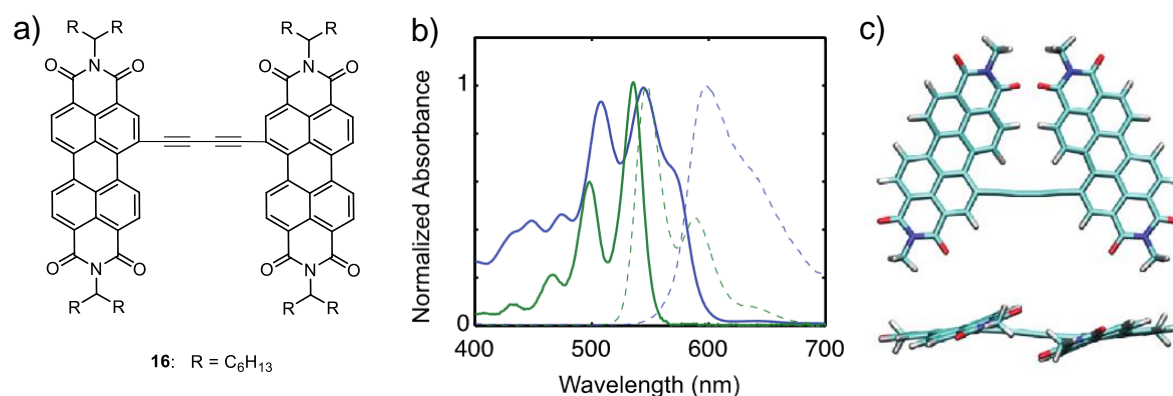 a)
R R R R
N N
O O O O
O O O O
N N
R R R R
16: R = C₆H₁₃
b)
Normalized Absorbance
1
0
400 500 600 700
Wavelength (nm)
c)